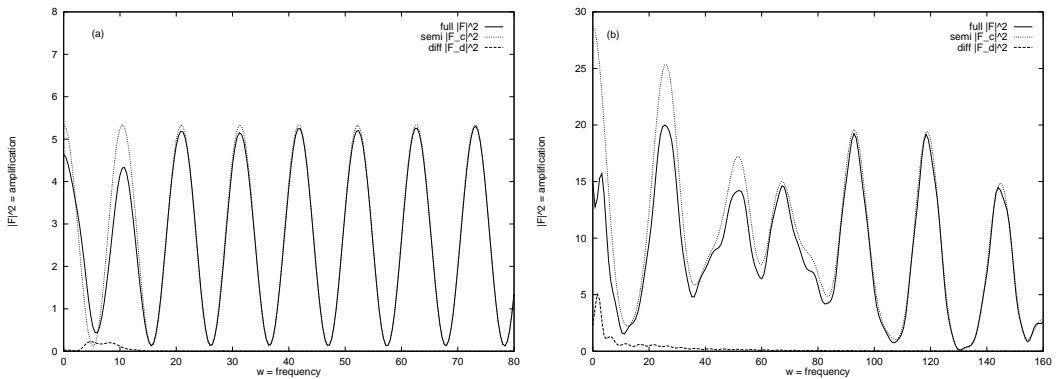 (a)
full |F|^2
semi |F_c|^2
diff |F_d|^2
|F|^2 = amplification
8
7
6
5
4
3
2
1
0
0 10 20 30 40 50 60 70 80
w = frequency
(b)
full |F|^2
semi |F_c|^2
diff |F_d|^2
|F|^2 = amplification
30
25
20
15
10
5
0
0 20 40 60 80 100 120 140 160
w = frequency